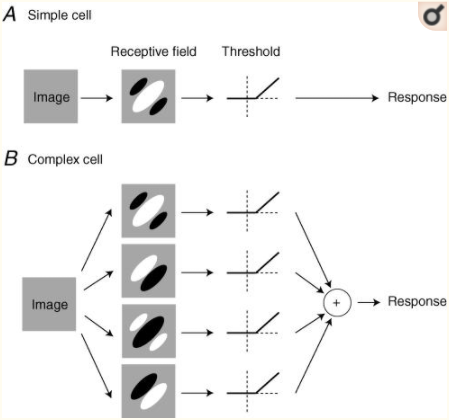 A Simple cell
Receptive field Threshold
Image Response
B Complex cell
Image + Response